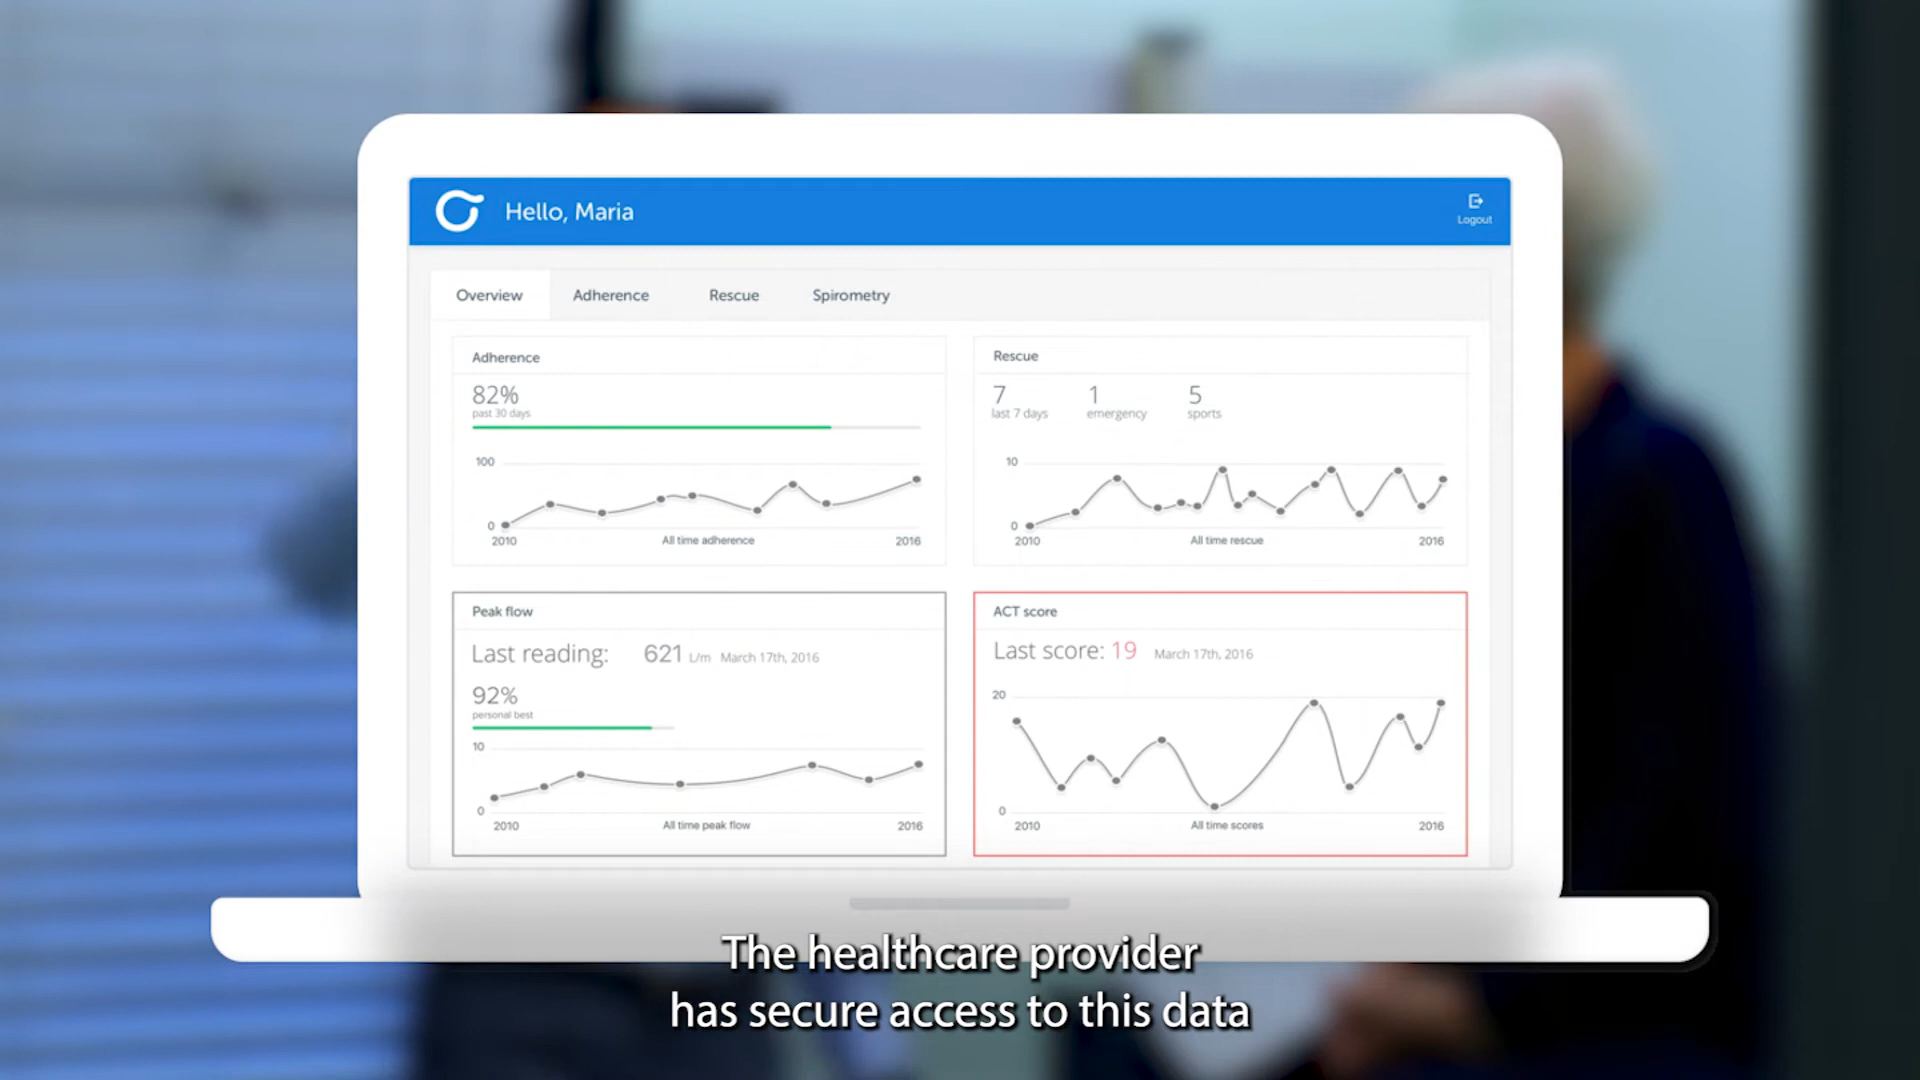 Hello, Maria
Logout
Overview
Adherence
Rescue
Spirometry
Adherence
82%
past 30 days
100
0
2010
All time adherence
2016
Rescue
7
last 7 days
1
emergency
5
sports
10
0
2010
All time rescue
2016
Peak flow
Last reading: 621 L/m March 17th, 2016
92%
personal best
10
0
2010
All time peak flow
2016
ACT score
Last score: 19 March 17th, 2016
20
0
2010
All time scores
2016
The healthcare provider
has secure access to this data